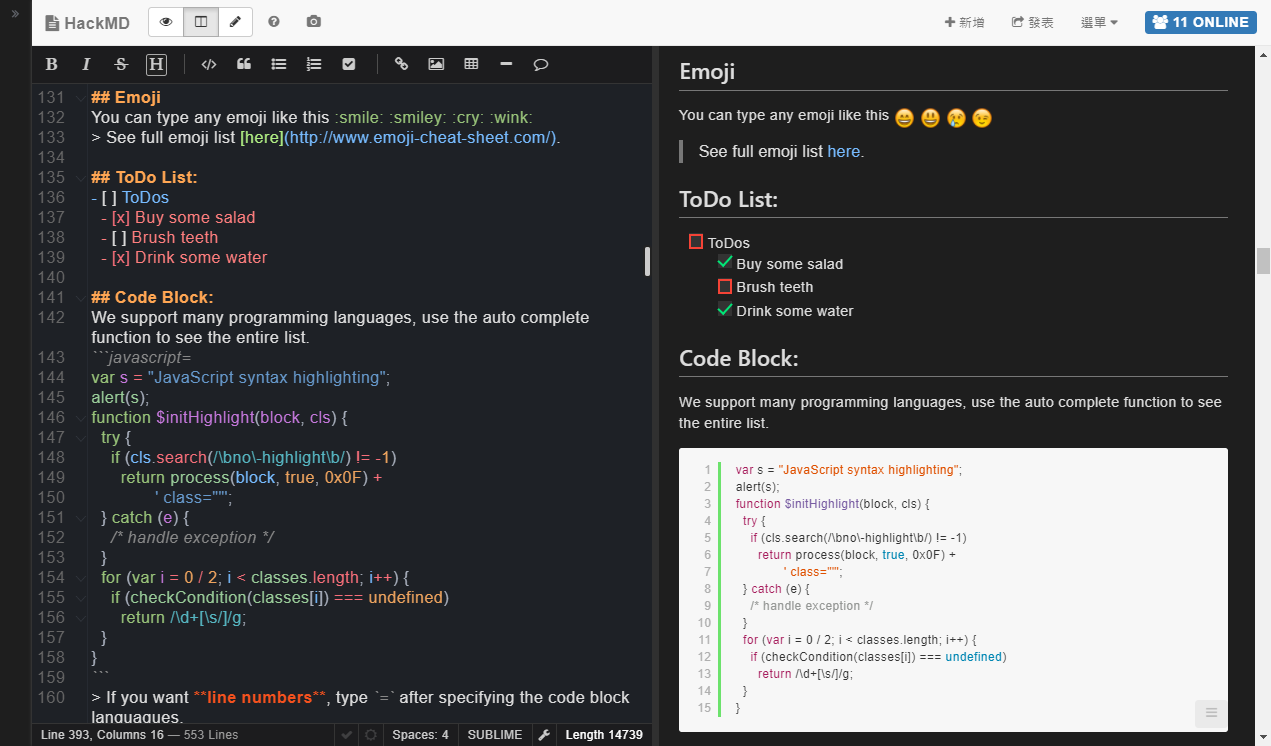 HackMD
新增
發表
選單
11 ONLINE
131 ## Emoji
132 You can type any emoji like this :smile: :smiley: :cry: :wink:
133 > See full emoji list [here](http://www.emoji-cheat-sheet.com/).
134
135 ## ToDo List:
136 - [ ] ToDos
137 - [x] Buy some salad
138 - [ ] Brush teeth
139 - [x] Drink some water
140
141 ## Code Block:
142 We support many programming languages, use the auto complete
function to see the entire list.
143 ```javascript=
144 var s = "JavaScript syntax highlighting";
145 alert(s);
146 function $initHighlight(block, cls) {
147 try {
148 if (cls.search(/\bno\-highlight\b/) != -1)
149 return process(block, true, 0x0F) +
150 ' class=""';
151 } catch (e) {
152 /* handle exception */
153 }
154 for (var i = 0 / 2; i < classes.length; i++) {
155 if (checkCondition(classes[i]) === undefined)
156 return /\d+[\s/]/g;
157 }
158 }
159 ```
160 > If you want **line numbers**, type `=` after specifying the code block
languagues.
Line 393, Columns 16 — 553 Lines
Spaces: 4
SUBLIME
Length 14739
Emoji
You can type any emoji like this 😄 😃 😢 😉
See full emoji list here.
ToDo List:
ToDos
Buy some salad
Brush teeth
Drink some water
Code Block:
We support many programming languages, use the auto complete function to see
the entire list.
1 var s = "JavaScript syntax highlighting";
2 alert(s);
3 function $initHighlight(block, cls) {
4 try {
5 if (cls.search(/\bno\-highlight\b/) != -1)
6 return process(block, true, 0x0F) +
7 ' class=""';
8 } catch (e) {
9 /* handle exception */
10 }
11 for (var i = 0 / 2; i < classes.length; i++) {
12 if (checkCondition(classes[i]) === undefined)
13 return /\d+[\s/]/g;
14 }
15 }